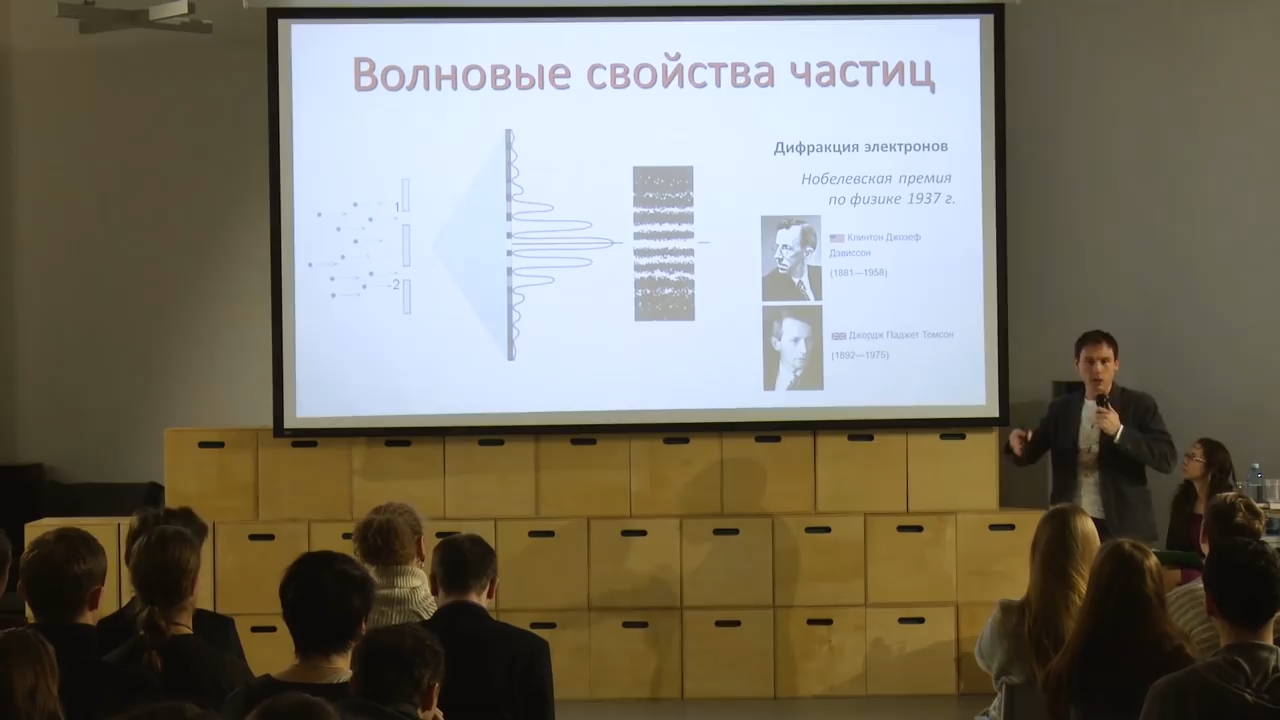 Волновые свойства частиц
1
2
Дифракция электронов
Нобелевская премия
по физике 1937 г.
Клинтон Джозеф
Дэвиссон
(1881—1958)
Джордж Паджет Томсон
(1892—1975)